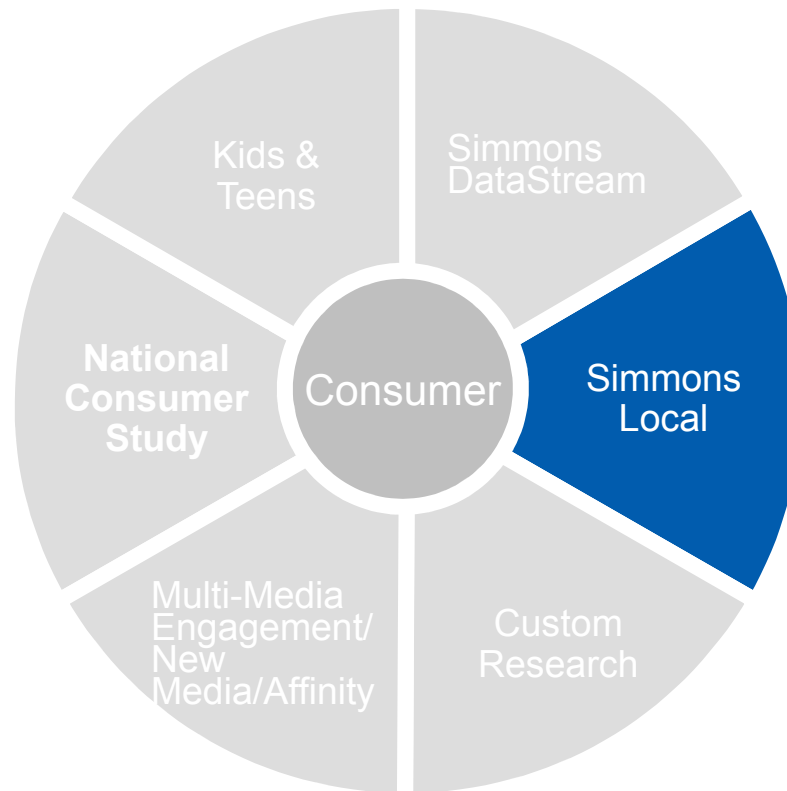 Kids &
Teens
Simmons
DataStream
National
Consumer
Study
Consumer
Simmons
Local
Multi-Media
Engagement/
New
Media/Affinity
Custom
Research